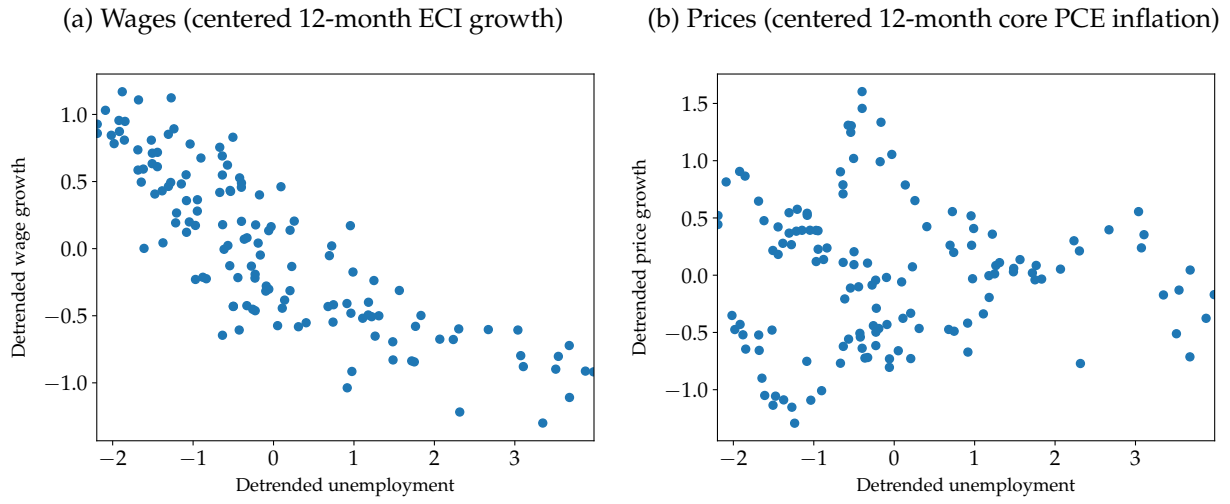 (a) Wages (centered 12-month ECI growth)
1.0
0.5
0.0
−0.5
−1.0
Detrended wage growth
−2 −1 0 1 2 3
Detrended unemployment
(b) Prices (centered 12-month core PCE inflation)
1.5
1.0
0.5
0.0
−0.5
−1.0
Detrended price growth
−2 −1 0 1 2 3
Detrended unemployment